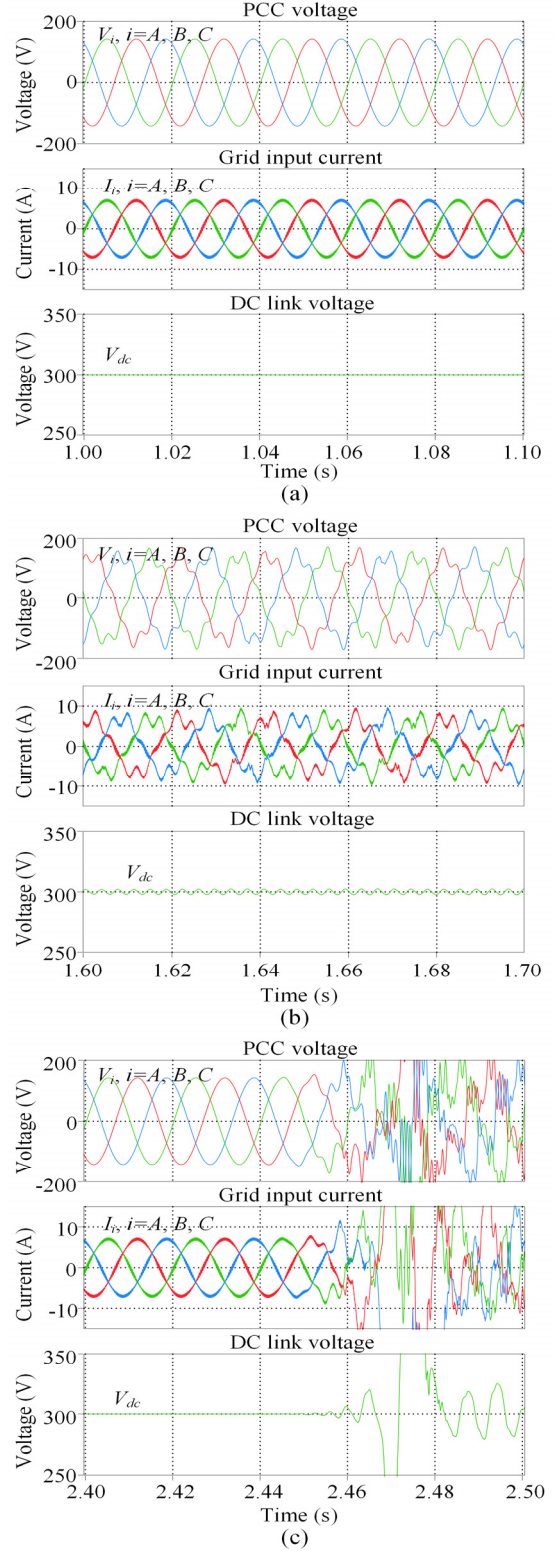 PCC voltage
200
V_i, i=A, B, C
Voltage (V)
0
-200
Grid input current
10
I_i, i=A, B, C
Current (A)
0
-10
DC link voltage
350
V_dc
Voltage (V)
300
250
1.00 1.02 1.04 1.06 1.08 1.10
Time (s)
(a)
PCC voltage
200
V_i, i=A, B, C
Voltage (V)
0
-200
Grid input current
10
I_i, i=A, B, C
Current (A)
0
-10
DC link voltage
350
V_dc
Voltage (V)
300
250
1.60 1.62 1.64 1.66 1.68 1.70
Time (s)
(b)
PCC voltage
200
V_i, i=A, B, C
Voltage (V)
0
-200
Grid input current
10
I_i, i=A, B, C
Current (A)
0
-10
DC link voltage
350
V_dc
Voltage (V)
300
250
2.40 2.42 2.44 2.46 2.48 2.50
Time (s)
(c)